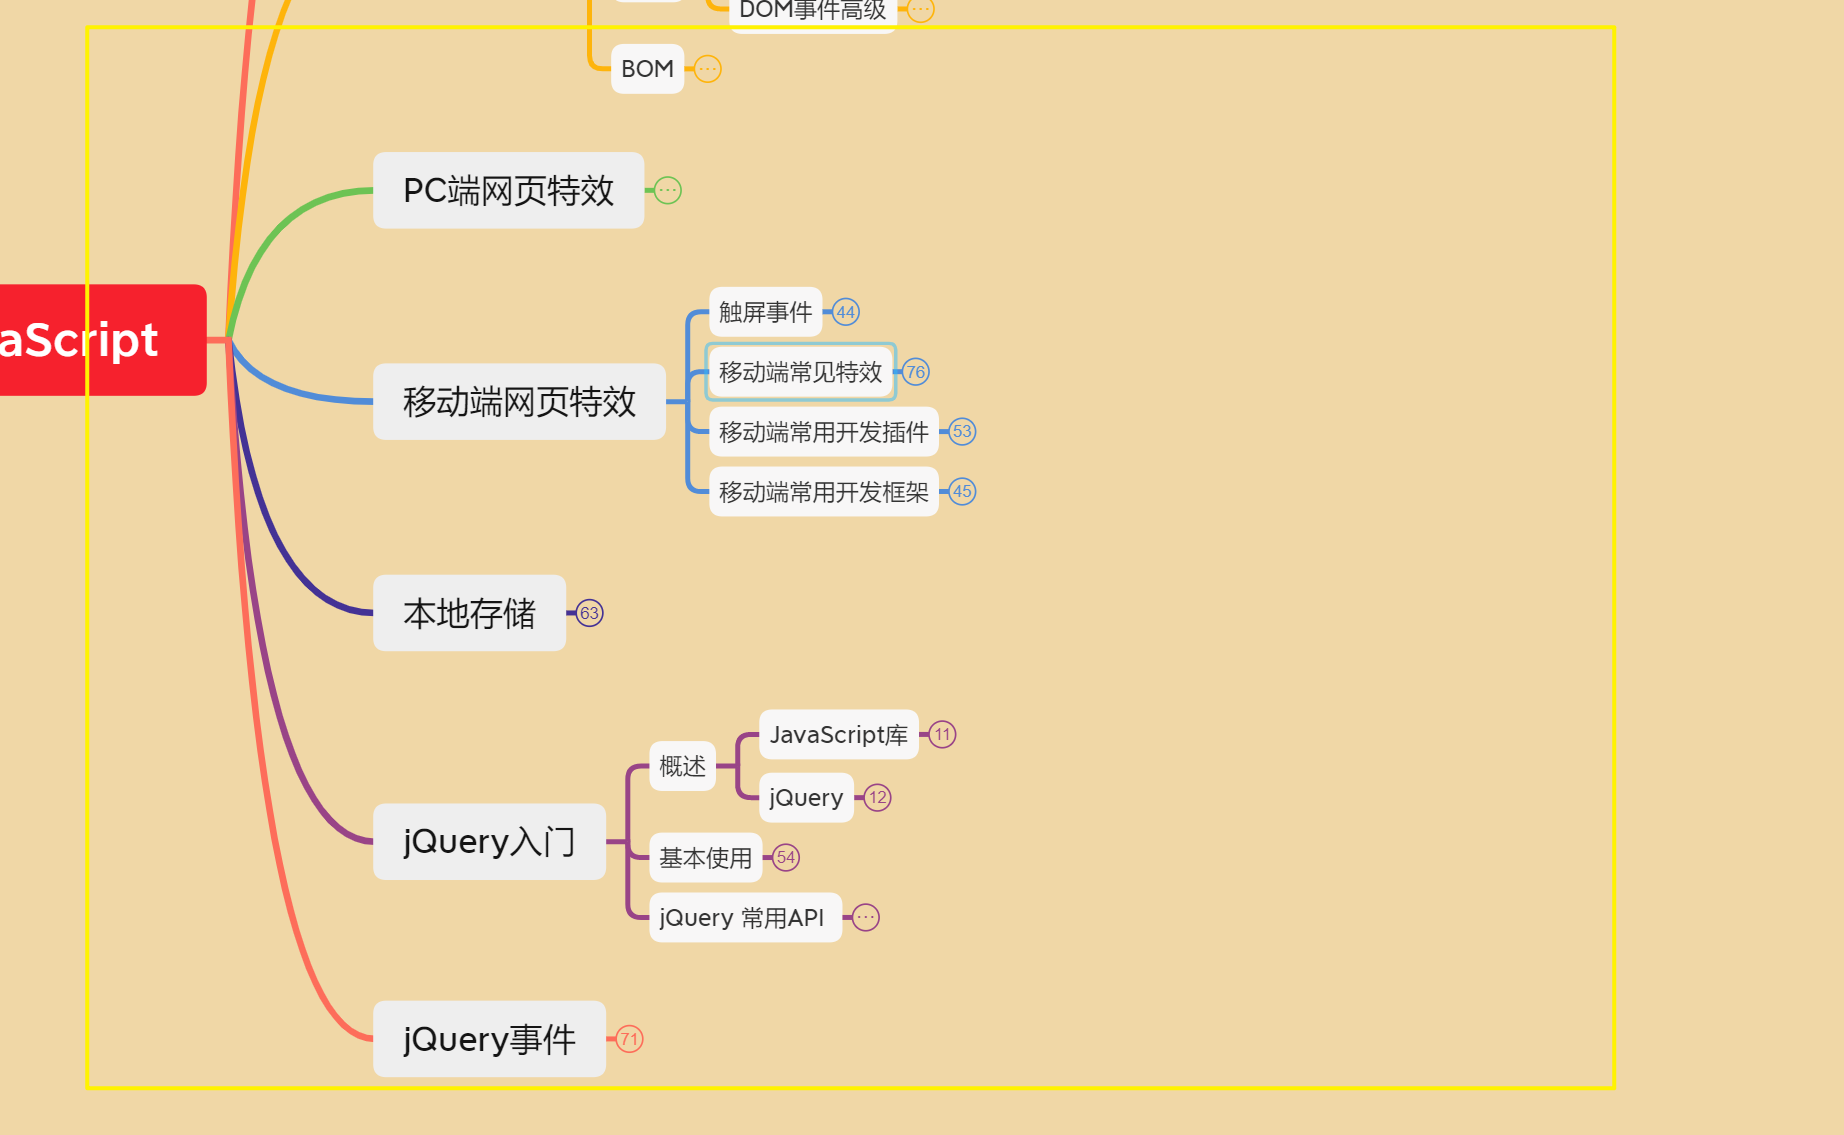 DOM事件高级
BOM
PC端网页特效
aScript
移动端网页特效
触屏事件 44
移动端常见特效 76
移动端常用开发插件 53
移动端常用开发框架 45
本地存储 63
jQuery入门
概述
JavaScript库 11
jQuery 12
基本使用 54
jQuery 常用API
jQuery事件 71